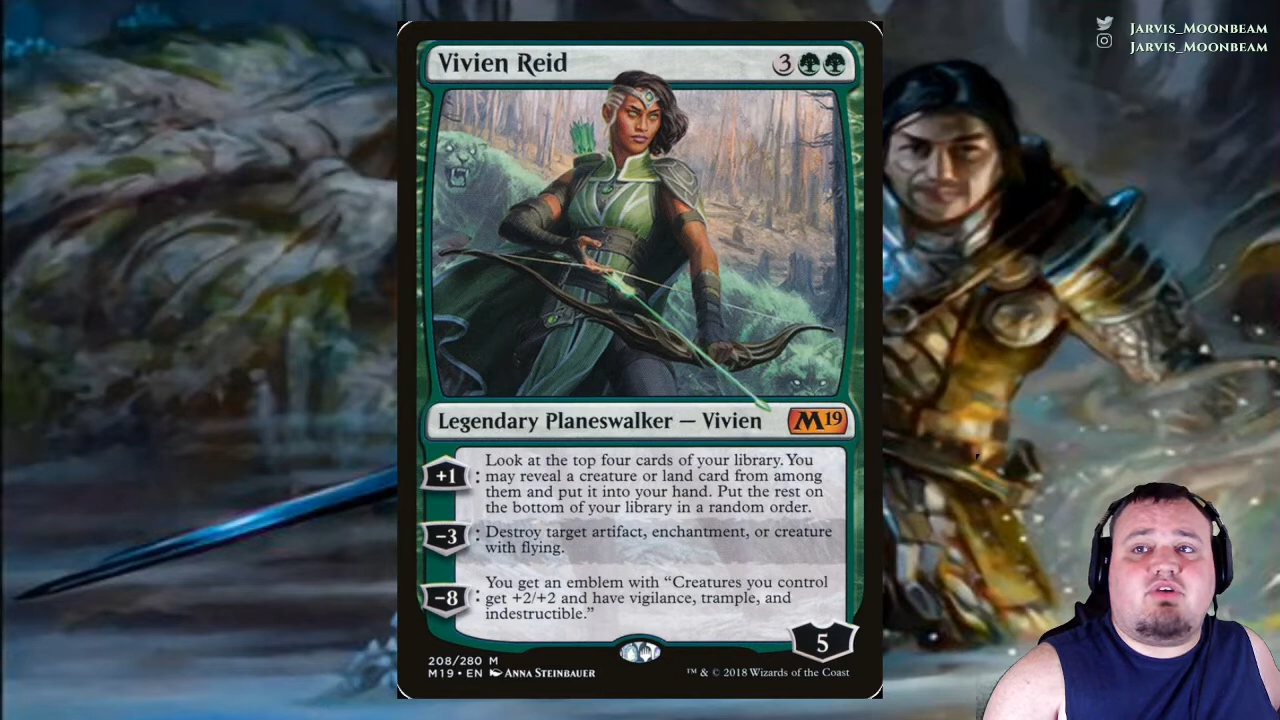 Jarvis_Moonbeam
Jarvis_Moonbeam
Vivien Reid
3
Legendary Planeswalker — Vivien
M19
+1 : Look at the top four cards of your library. You
may reveal a creature or land card from among
them and put it into your hand. Put the rest on
the bottom of your library in a random order.
-3 : Destroy target artifact, enchantment, or creature
with flying.
-8 : You get an emblem with “Creatures you control
get +2/+2 and have vigilance, trample, and
indestructible.”
5
208/280 M
M19 • EN Anna Steinbauer
™ & © 2018 Wizards of the Coast